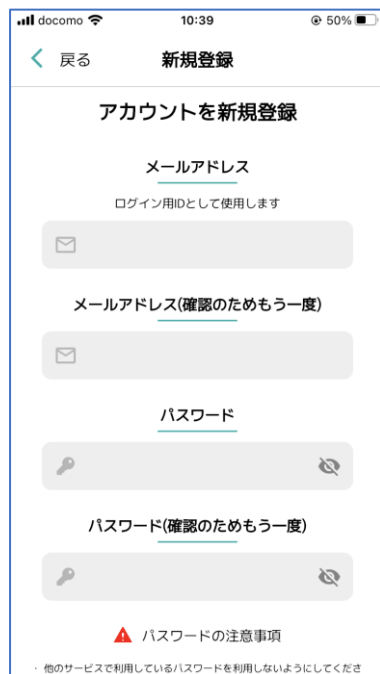 docomo 10:39 50%
戻る 新規登録
アカウントを新規登録
メールアドレス
ログイン用IDとして使用します
メールアドレス(確認のためもう一度)
パスワード
パスワード(確認のためもう一度)
パスワードの注意事項
・ 他のサービスで利用しているパスワードを利用しないようにしてくださ